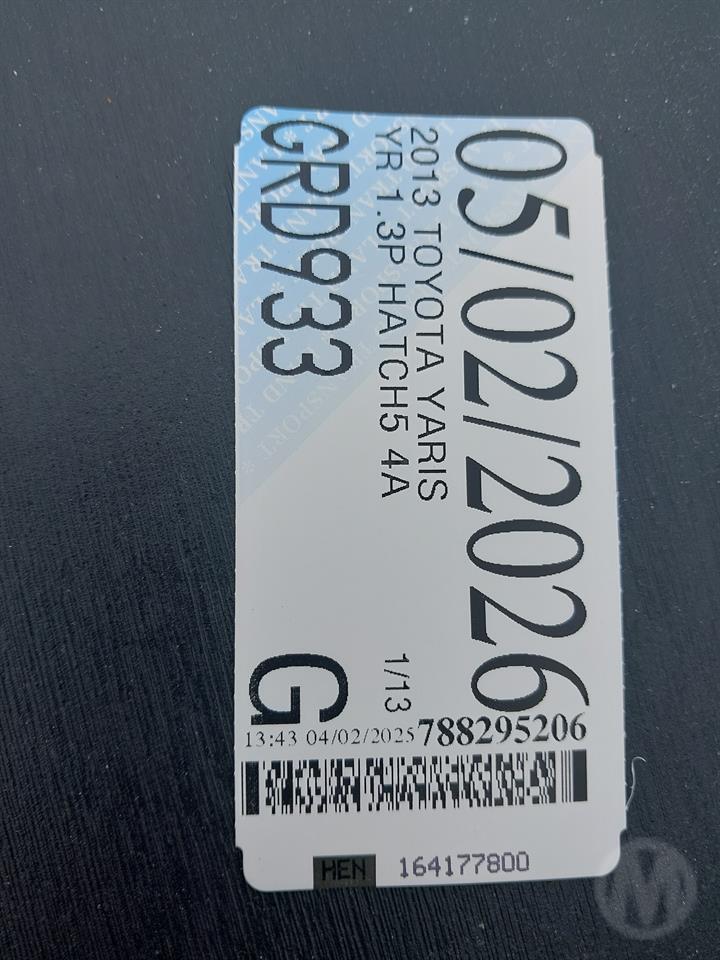 05/02/2026
2013 TOYOTA YARIS
YR 1.3P HATCH5 4A
1/13
GRD933
G
13:43 04/02/2025 788295206
HEN 164177800